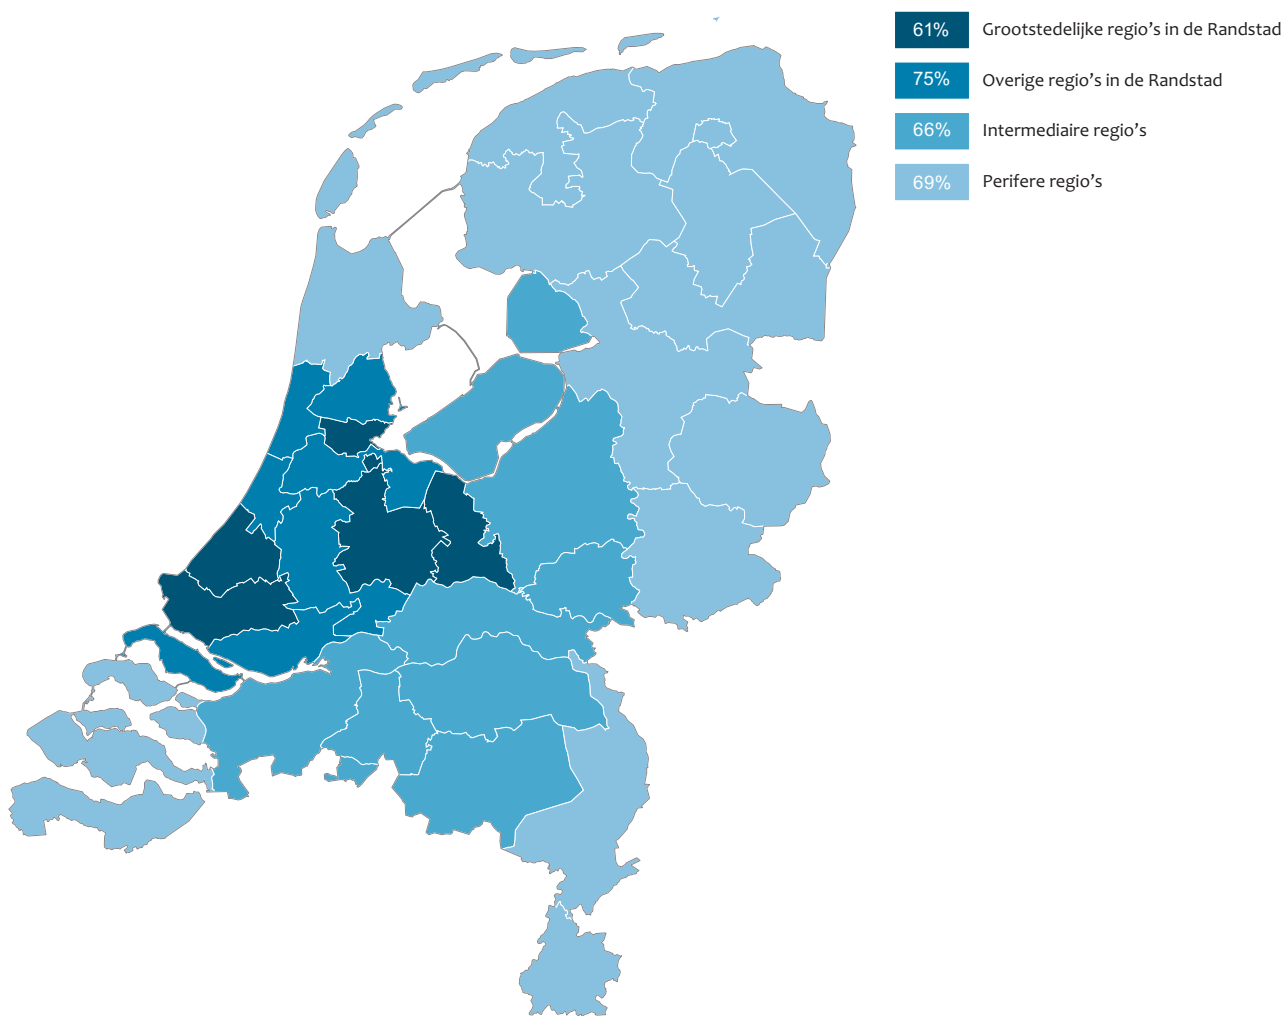 61% Grootstedelijke regio’s in de Randstad
75% Overige regio’s in de Randstad
66% Intermediaire regio’s
69% Perifere regio’s